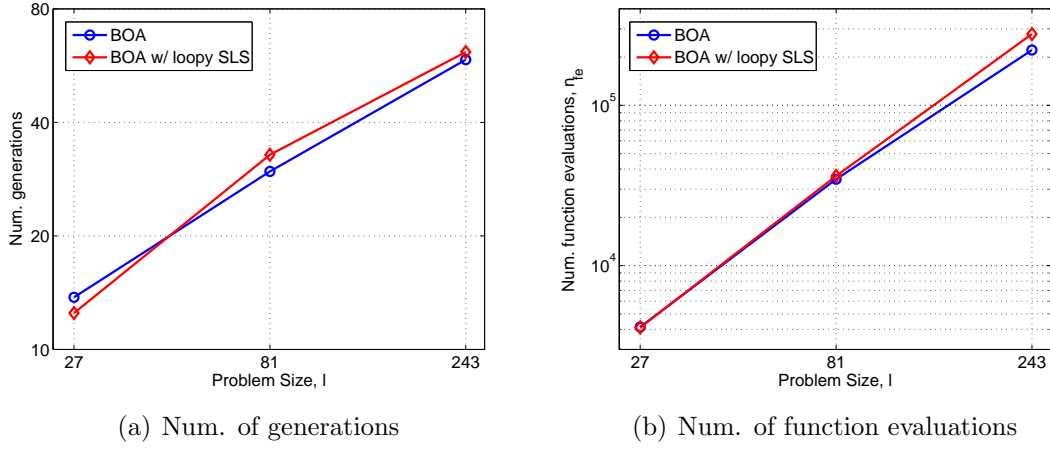 80
40
20
10
27
81
243
Num. generations
Problem Size, l
BOA
BOA w/ loopy SLS
(a) Num. of generations
10^5
10^4
27
81
243
Num. function evaluations, n_fe
Problem Size, l
BOA
BOA w/ loopy SLS
(b) Num. of function evaluations